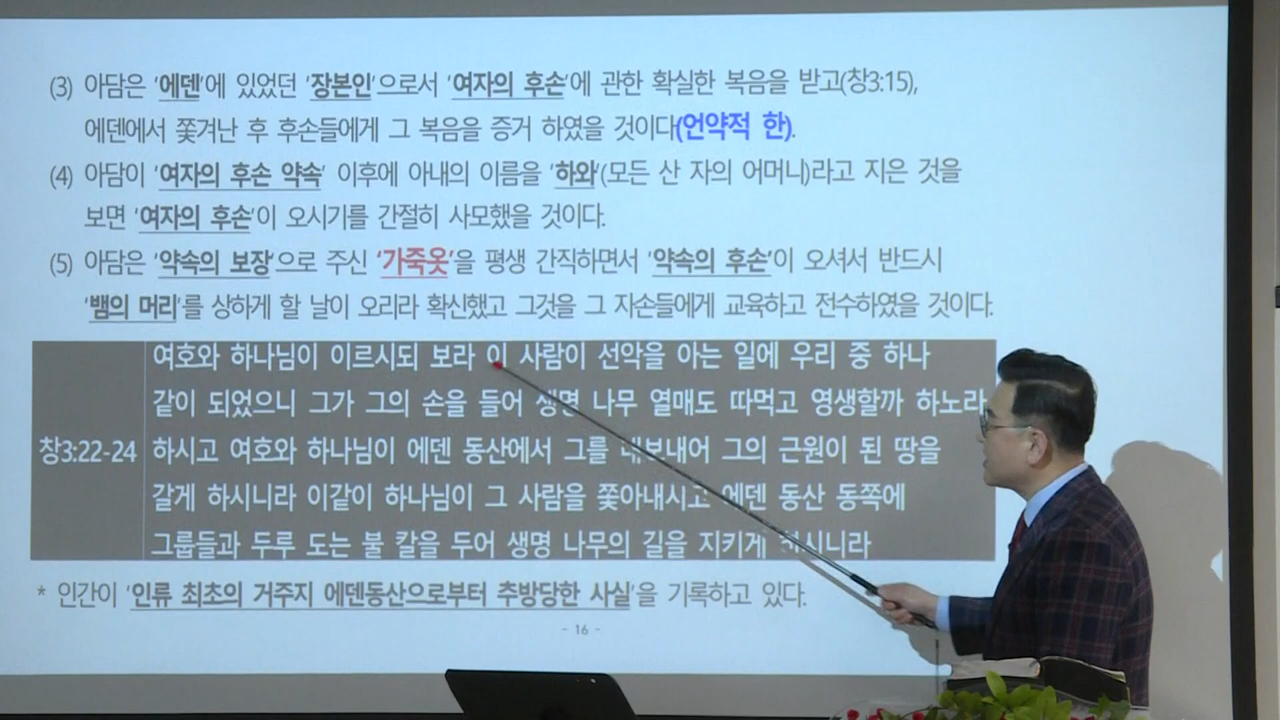 (3) 아담은 '에덴'에 있었던 '장본인'으로서 '여자의 후손'에 관한 확실한 복음을 받고(창3:15),
에덴에서 쫓겨난 후 후손들에게 그 복음을 증거 하였을 것이다(언약적 한).
(4) 아담이 '여자의 후손 약속' 이후에 아내의 이름을 '하와'(모든 산 자의 어머니)라고 지은 것을
보면 '여자의 후손'이 오시기를 간절히 사모했을 것이다.
(5) 아담은 '약속의 보장'으로 주신 '가죽옷'을 평생 간직하면서 '약속의 후손'이 오셔서 반드시
'뱀의 머리'를 상하게 할 날이 오리라 확신했고 그것을 그 자손들에게 교육하고 전수하였을 것이다.
여호와 하나님이 이르시되 보라 이 사람이 선악을 아는 일에 우리 중 하나
같이 되었으니 그가 그의 손을 들어 생명 나무 열매도 따먹고 영생할까 하노라
창3:22-24 하시고 여호와 하나님이 에덴 동산에서 그를 내보내어 그의 근원이 된 땅을
갈게 하시니라 이같이 하나님이 그 사람을 쫓아내시고 에덴 동산 동쪽에
그룹들과 두루 도는 불 칼을 두어 생명 나무의 길을 지키게 하시니라
* 인간이 '인류 최초의 거주지 에덴동산으로부터 추방당한 사실'을 기록하고 있다.
- 16 -